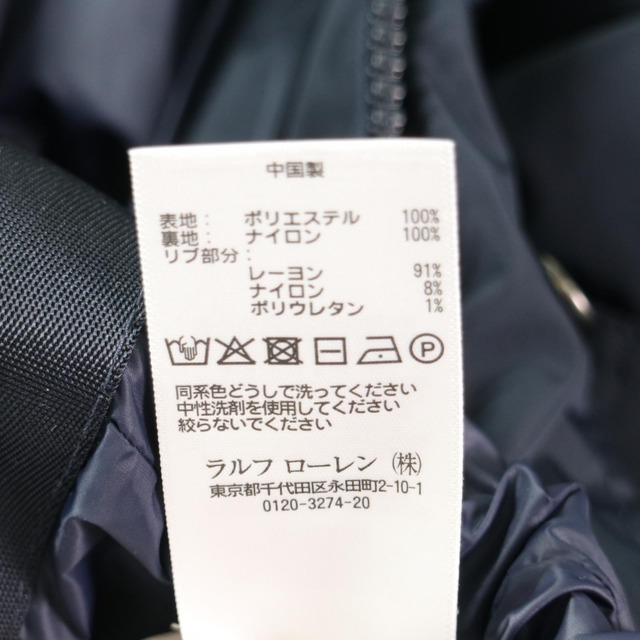 中国製
表地: ポリエステル 100%
裏地: ナイロン 100%
リブ部分:
レーヨン 91%
ナイロン 8%
ポリウレタン 1%
P
同系色どうしで洗ってください
中性洗剤を使用してください
絞らないでください
ラルフ ローレン (株)
東京都千代田区永田町2-10-1
0120-3274-20